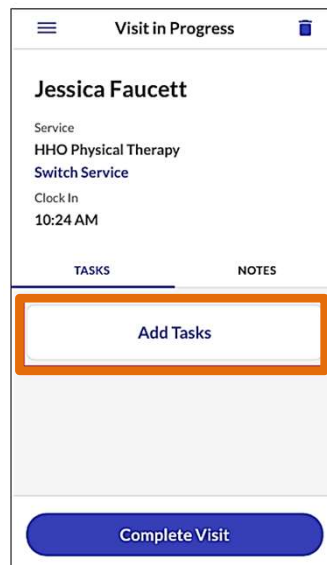 Visit in Progress
Jessica Faucett
Service
HHO Physical Therapy
Switch Service
Clock In
10:24 AM
TASKS NOTES
Add Tasks
Complete Visit